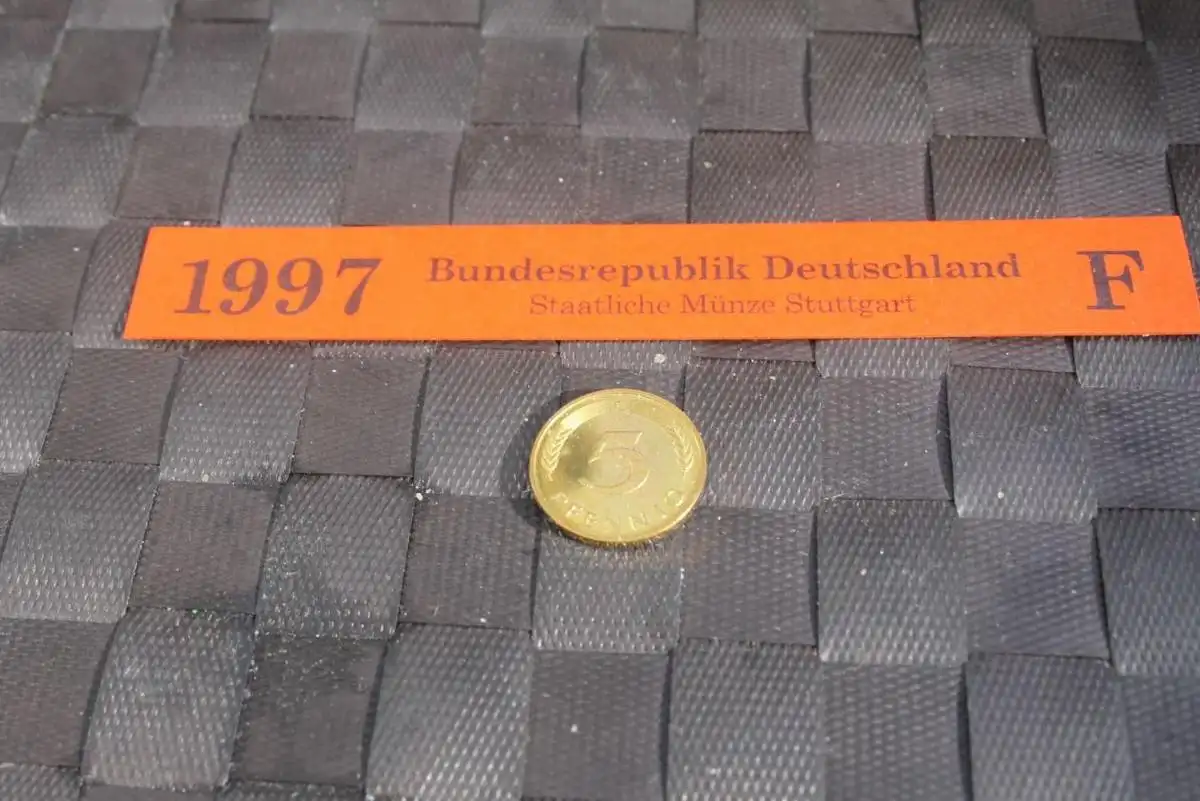 1997 Bundesrepublik Deutschland F
Staatliche Münze Stuttgart
5
PFENNIG